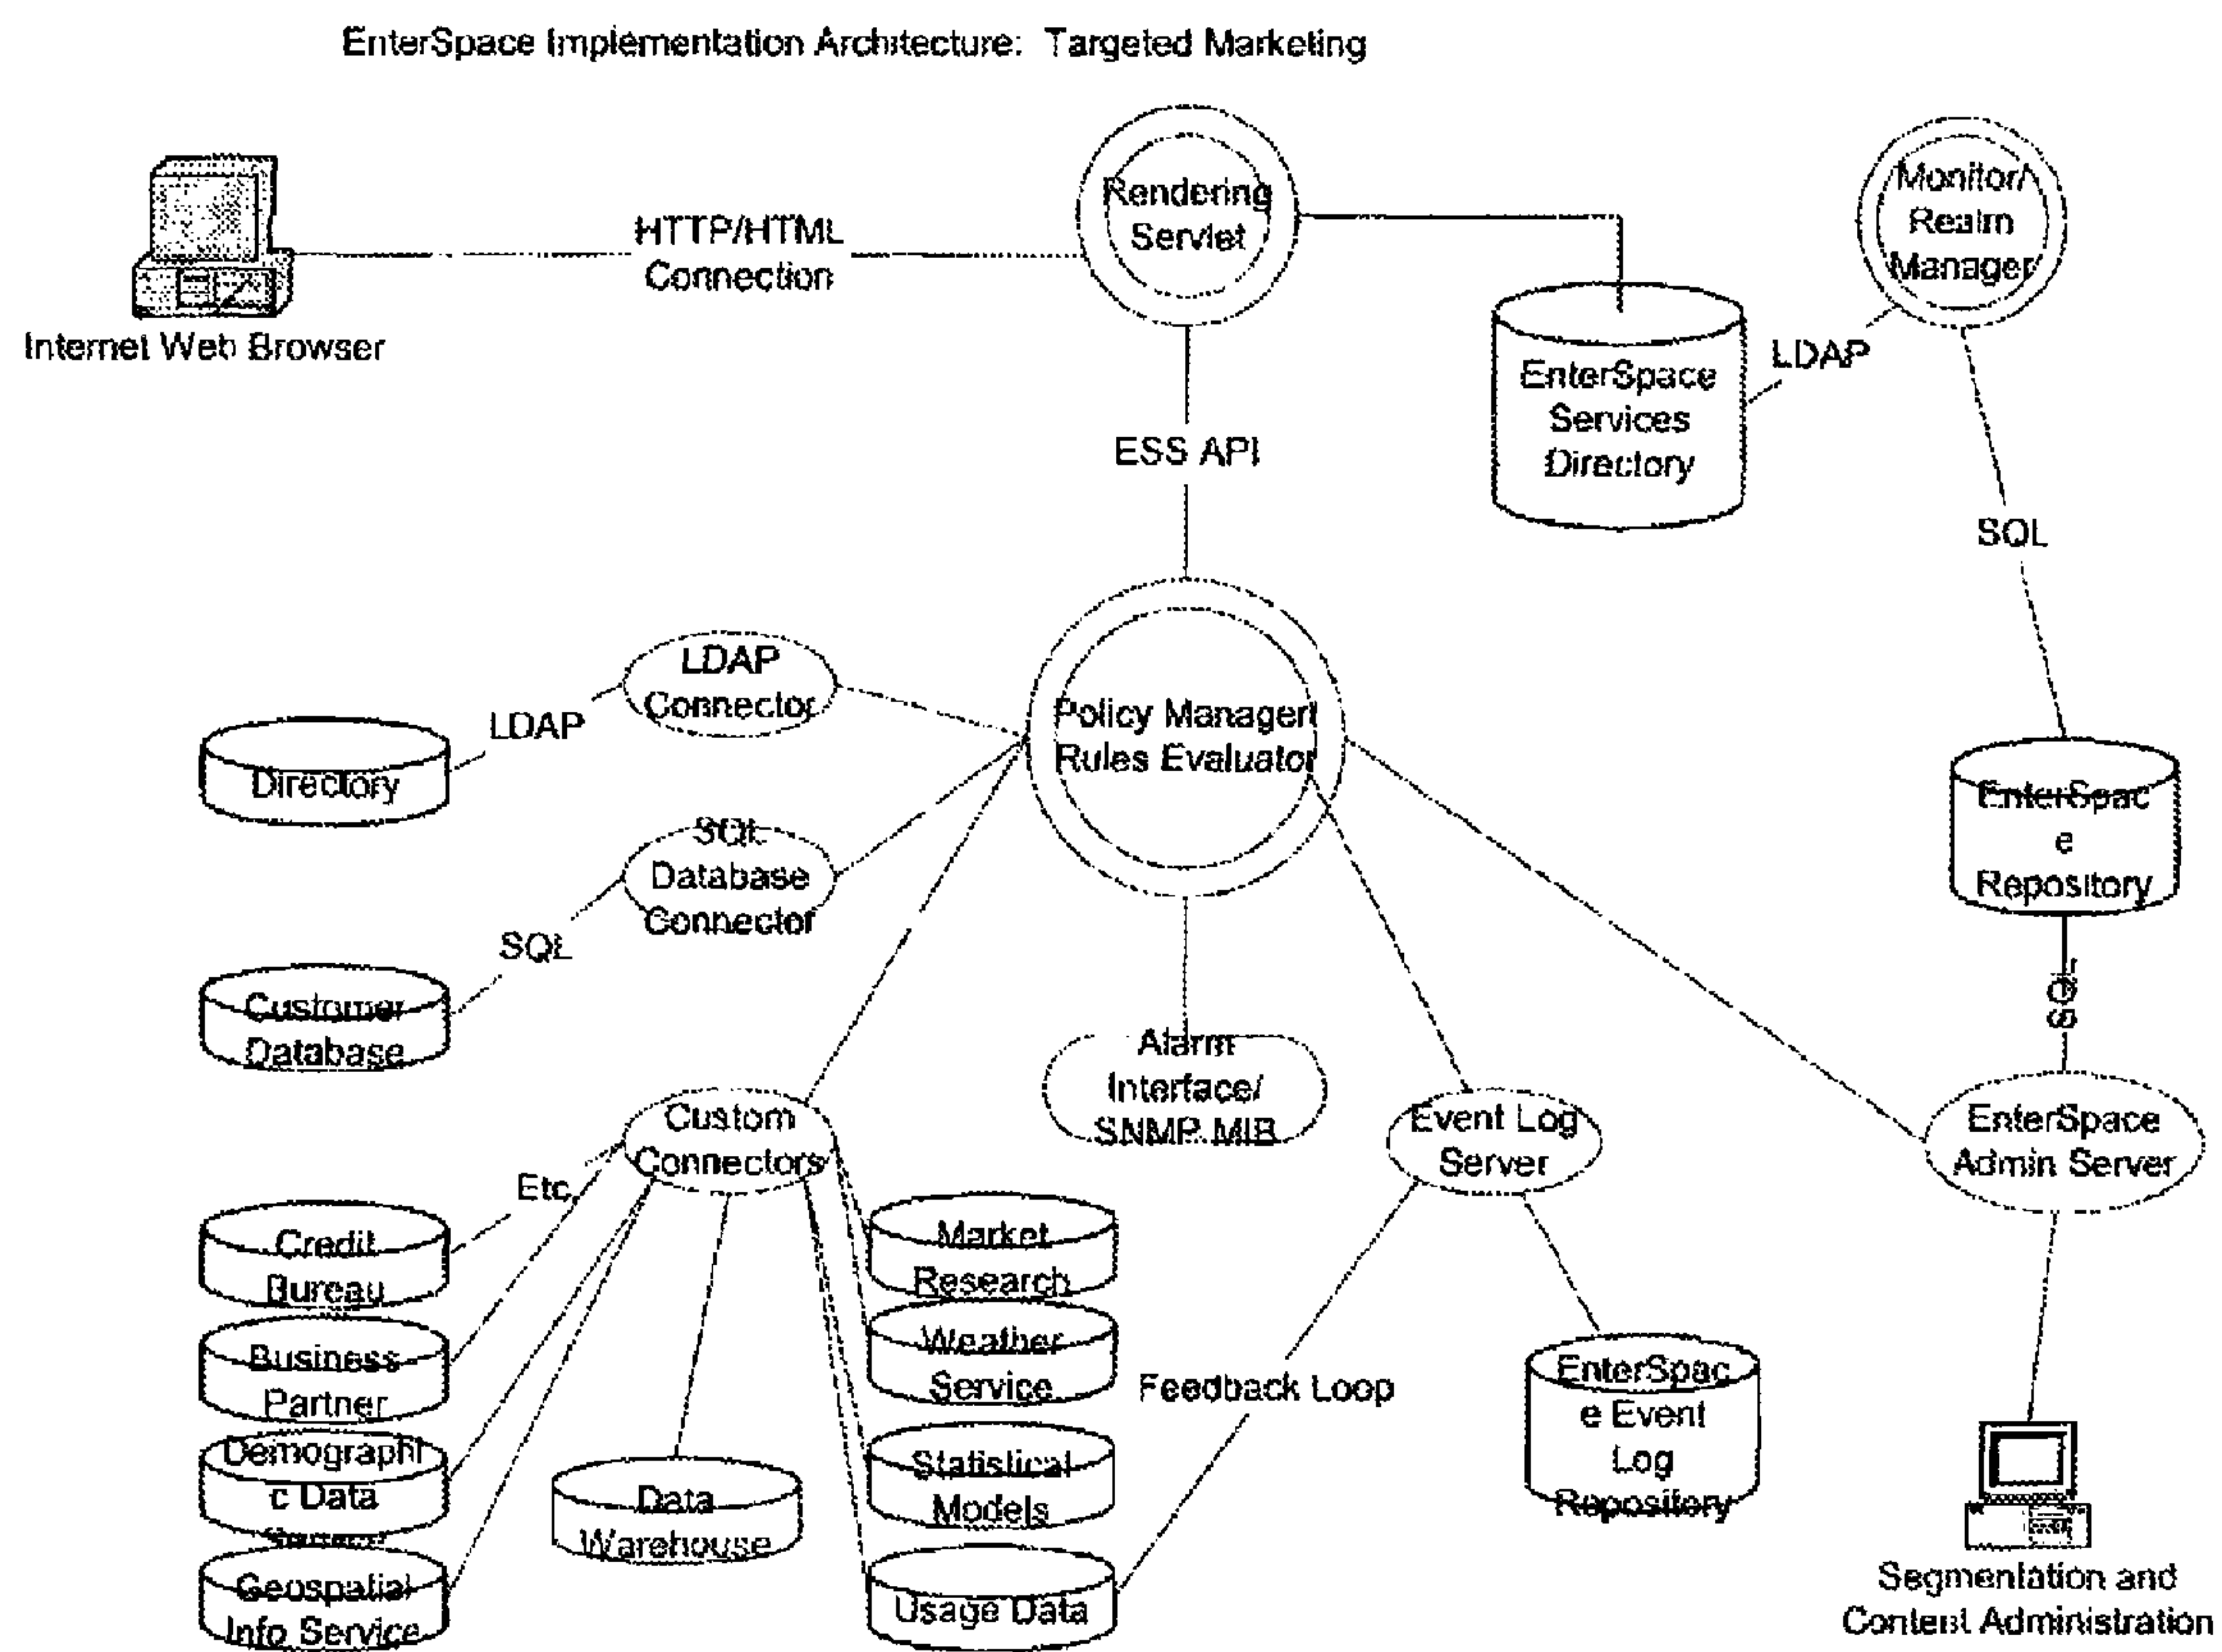 EnterSpace Implementation Architecture: Targeted Marketing
Internet Web Browser
HTTP/HTML
Connection
Rendering
Servlet
Monitor/
Realm
Manager
LDAP
EnterSpace
Services
Directory
ESS API
SQL
LDAP
Connector
LDAP
Directory
Policy Manager/
Rules Evaluator
EnterSpac
e
Repository
SQL
Database
Connector
SQL
Customer
Database
SQL
Alarm
Interface/
SNMP MIB
Event Log
Server
EnterSpace
Admin Server
Custom
Connectors
Etc.
Credit
Bureau
Business
Partner
Demographi
c Data
Geospatial
Info Service
Data
Warehouse
Market
Research
Weather
Service
Statistical
Models
Usage Data
Feedback Loop
EnterSpac
e Event
Log
Repository
Segmentation and
Content Administration